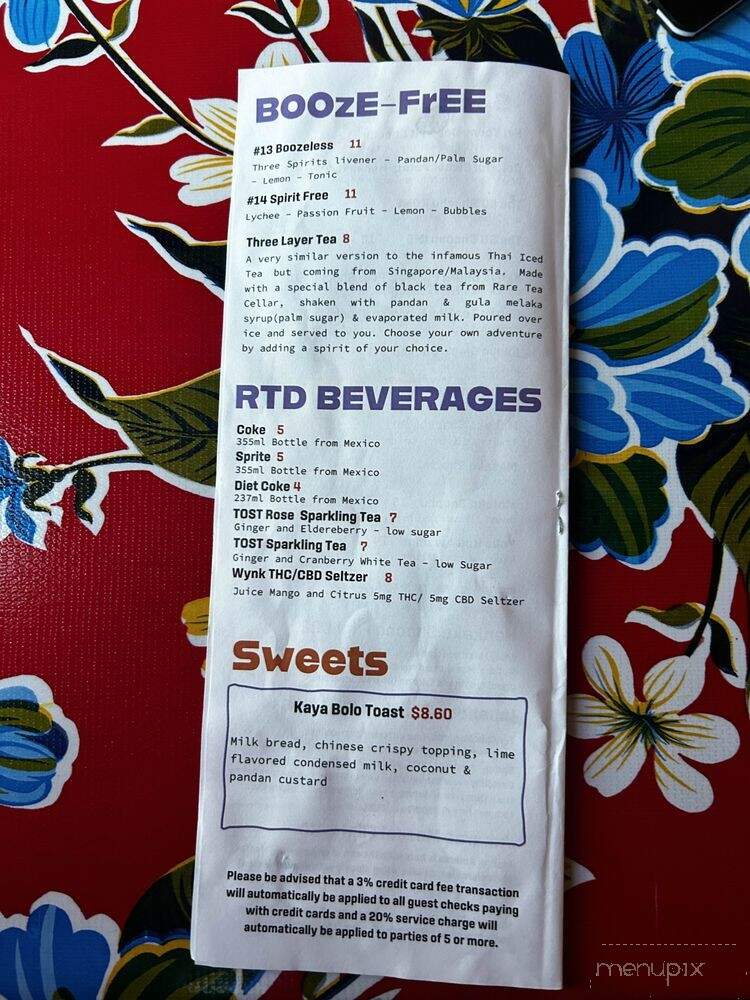 BOOzE-FrEE
#13 Boozeless 11
Three Spirits livener - Pandan/Palm Sugar
- Lemon - Tonic
#14 Spirit Free 11
Lychee - Passion Fruit - Lemon - Bubbles
Three Layer Tea 8
A very similar version to the infamous Thai Iced
Tea but coming from Singapore/Malaysia. Made
with a special blend of black tea from Rare Tea
Cellar, shaken with pandan & gula melaka
syrup(palm sugar) & evaporated milk. Poured over
ice and served to you. Choose your own adventure
by adding a spirit of your choice.
RTD BEVERAGES
Coke 5
355ml Bottle from Mexico
Sprite 5
355ml Bottle from Mexico
Diet Coke 4
237ml Bottle from Mexico
TOST Rose Sparkling Tea 7
Ginger and Eldereberry - low sugar
TOST Sparkling Tea 7
Ginger and Cranberry White Tea - low Sugar
Wynk THC/CBD Seltzer 8
Juice Mango and Citrus 5mg THC/ 5mg CBD Seltzer
Sweets
Kaya Bolo Toast $8.60
Milk bread, chinese crispy topping, lime
flavored condensed milk, coconut &
pandan custard
Please be advised that a 3% credit card fee transaction
will automatically be applied to all guest checks paying
with credit cards and a 20% service charge will
automatically be applied to parties of 5 or more.
menupix